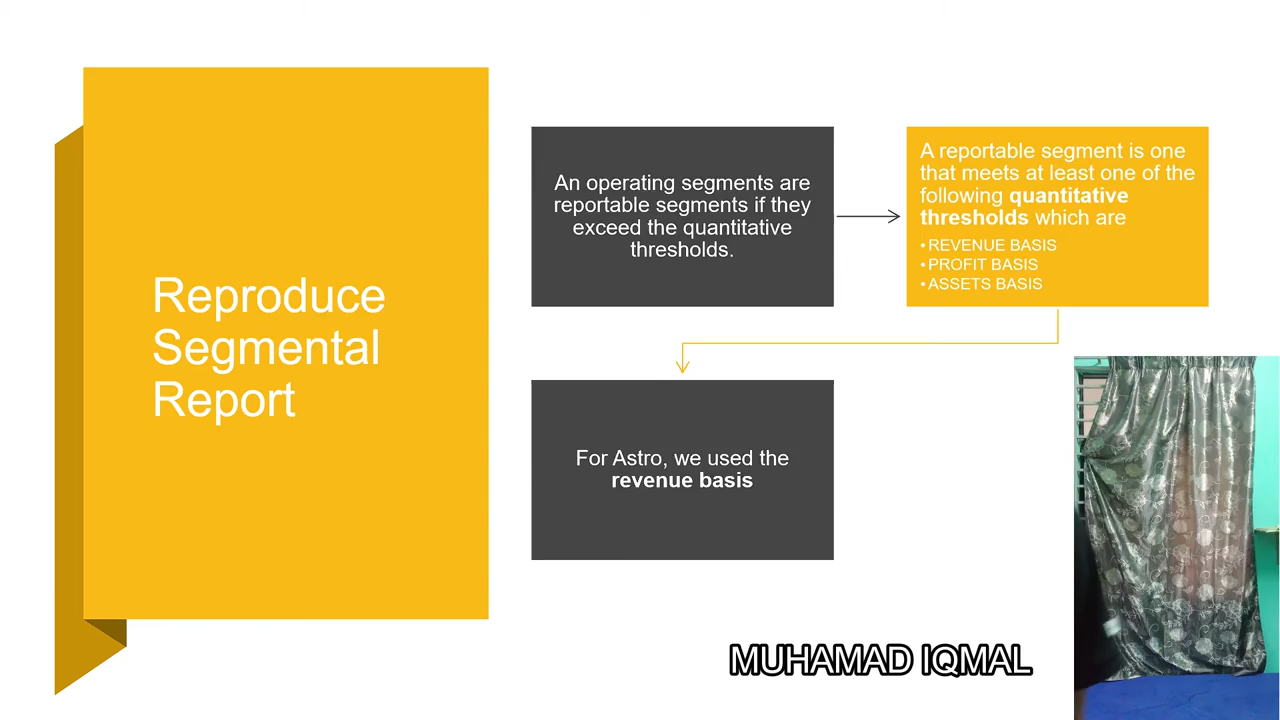 Reproduce
Segmental
Report
An operating segments are
reportable segments if they
exceed the quantitative
thresholds.
A reportable segment is one
that meets at least one of the
following quantitative
thresholds which are
•REVENUE BASIS
•PROFIT BASIS
•ASSETS BASIS
For Astro, we used the
revenue basis
MUHAMAD IQMAL